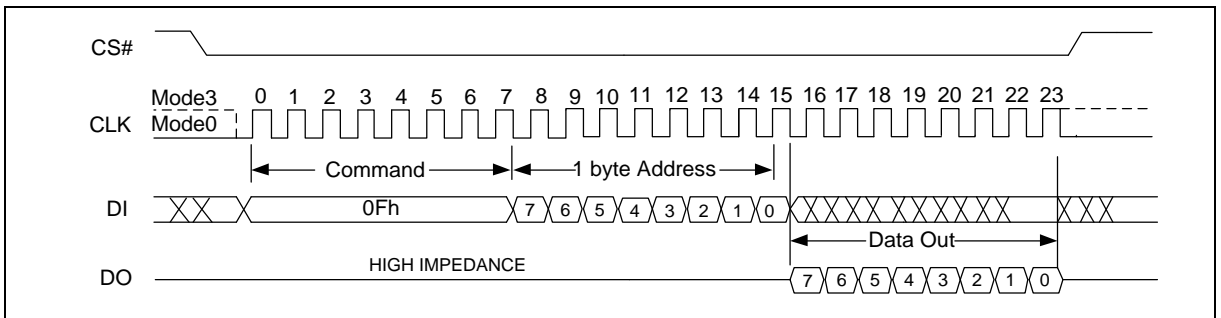 CS#
Mode3 0 1 2 3 4 5 6 7 8 9 10 11 12 13 14 15 16 17 18 19 20 21 22 23
CLK Mode0
Command 1 byte Address
DI 0Fh 7 6 5 4 3 2 1 0
Data Out
HIGH IMPEDANCE
DO 7 6 5 4 3 2 1 0